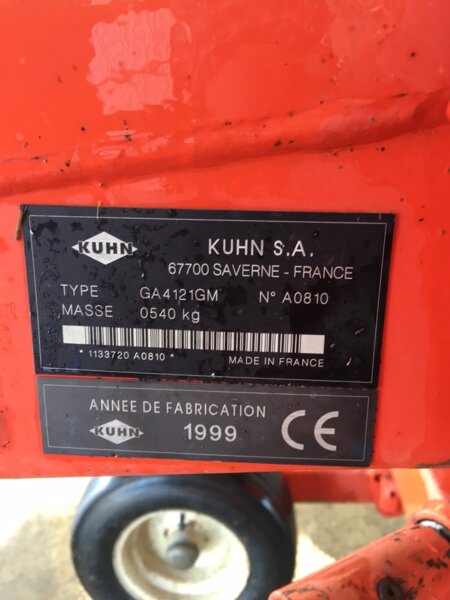 KUHN
KUHN S.A.
67700 SAVERNE - FRANCE
TYPE GA4121GM N° A0810
MASSE 0540 kg
* 1133720 A0810 * MADE IN FRANCE
ANNEE DE FABRICATION
KUHN 1999 CE